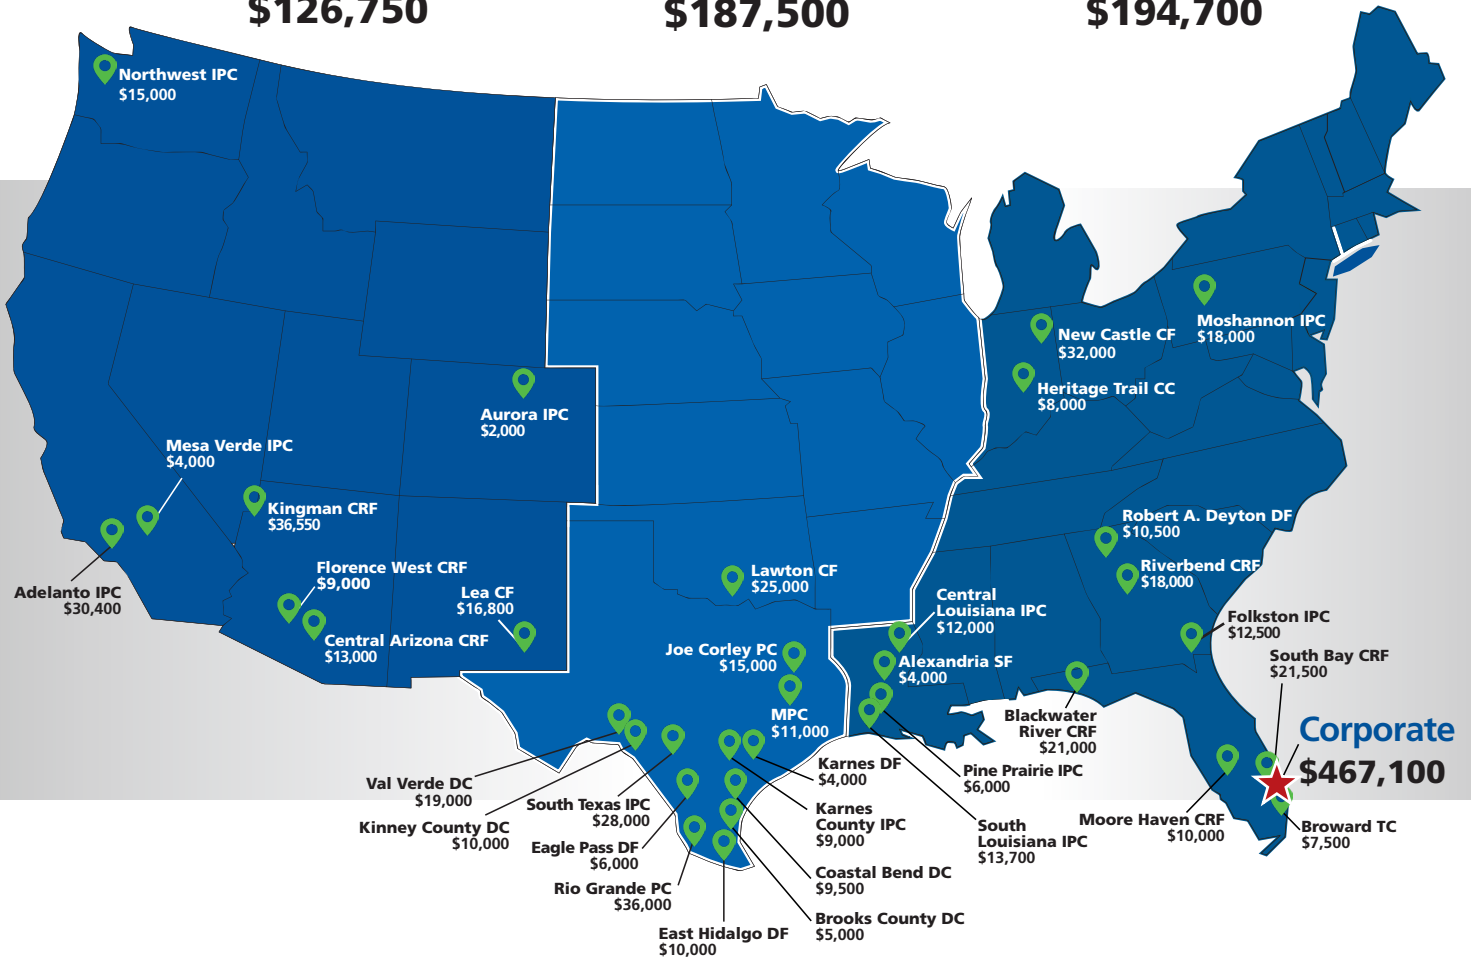 $126,750
$187,500
$194,700
Northwest IPC
$15,000
Aurora IPC
$2,000
Mesa Verde IPC
$4,000
Kingman CRF
$36,550
Adelanto IPC
$30,400
Florence West CRF
$9,000
Central Arizona CRF
$13,000
Lea CF
$16,800
Lawton CF
$25,000
Joe Corley PC
$15,000
MPC
$11,000
Val Verde DC
$19,000
Kinney County DC
$10,000
South Texas IPC
$28,000
Eagle Pass DF
$6,000
Rio Grande PC
$36,000
East Hidalgo DF
$10,000
Karnes DF
$4,000
Karnes
County IPC
$9,000
Coastal Bend DC
$9,500
Brooks County DC
$5,000
Moshannon IPC
$18,000
New Castle CF
$32,000
Heritage Trail CC
$8,000
Robert A. Deyton DF
$10,500
Riverbend CRF
$18,000
Central
Louisiana IPC
$12,000
Alexandria SF
$4,000
Folkston IPC
$12,500
South Bay CRF
$21,500
Blackwater
River CRF
$21,000
Pine Prairie IPC
$6,000
South
Louisiana IPC
$13,700
Corporate
$467,100
Moore Haven CRF
$10,000
Broward TC
$7,500